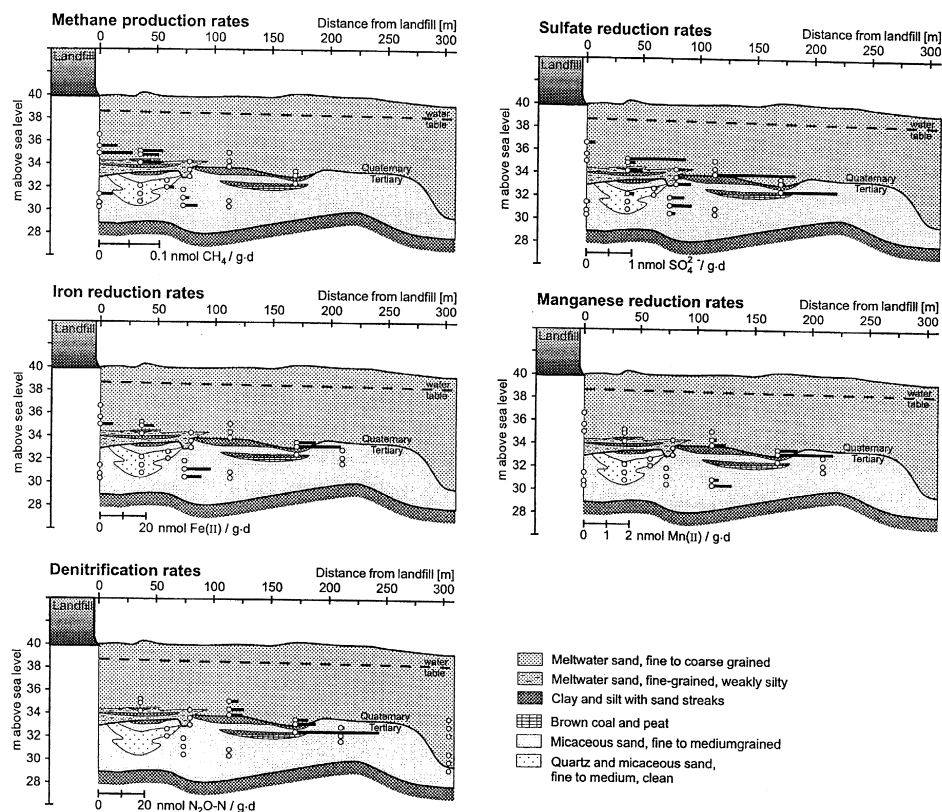 Methane production rates
Distance from landfill [m]
0 50 75 100 150 200 250 300
Landfill
m above sea level
40
38
36
34
32
30
28
water
table
Quaternary
Tertiary
0 0.1 nmol CH4 / g·d
Sulfate reduction rates
Distance from landfill [m]
0 50 75 100 150 200 250 300
Landfill
m above sea level
40
38
36
34
32
30
28
water
table
Quaternary
Tertiary
0 1 nmol SO4 2- / g·d
Iron reduction rates
Distance from landfill [m]
0 50 75 100 150 200 250 300
Landfill
m above sea level
40
38
36
34
32
30
28
water
table
Quaternary
Tertiary
0 20 nmol Fe(II) / g·d
Manganese reduction rates
Distance from landfill [m]
0 50 75 100 150 200 250 300
Landfill
m above sea level
40
38
36
34
32
30
28
water
table
Quaternary
Tertiary
0 1 2 nmol Mn(II) / g·d
Denitrification rates
Distance from landfill [m]
0 50 75 100 150 200 250 300
Landfill
m above sea level
40
38
36
34
32
30
28
water
table
Quaternary
Tertiary
0 20 nmol N2O-N / g·d
Meltwater sand, fine to coarse grained
Meltwater sand, fine-grained, weakly silty
Clay and silt with sand streaks
Brown coal and peat
Micaceous sand, fine to mediumgrained
Quartz and micaceous sand,
fine to medium, clean